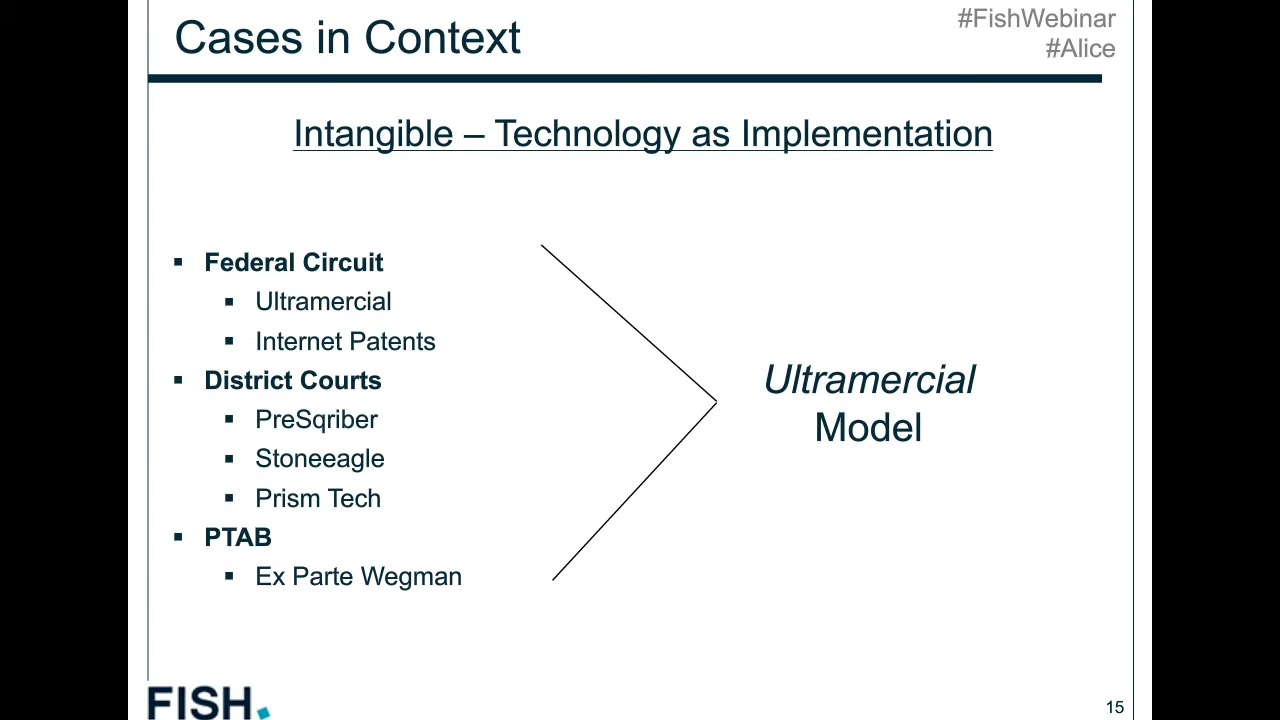 Cases in Context
#FishWebinar
#Alice
Intangible – Technology as Implementation
▪ Federal Circuit
▪ Ultramercial
▪ Internet Patents
▪ District Courts
▪ PreSqriber
▪ Stoneeagle
▪ Prism Tech
▪ PTAB
▪ Ex Parte Wegman
Ultramercial
Model
FISH.
15